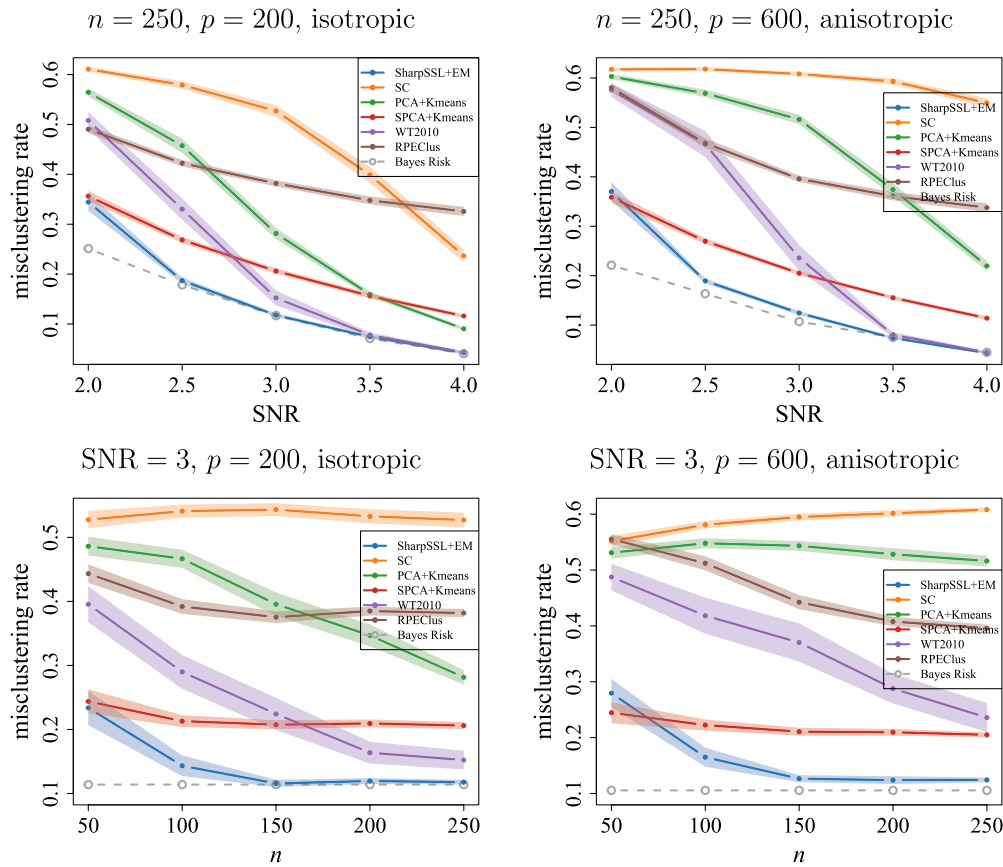 n = 250, p = 200, isotropic
misclustering rate
0.6
0.5
0.4
0.3
0.2
0.1
SharpSSL+EM
SC
PCA+Kmeans
SPCA+Kmeans
WT2010
RPEClus
Bayes Risk
2.0 2.5 3.0 3.5 4.0
SNR
n = 250, p = 600, anisotropic
misclustering rate
0.6
0.5
0.4
0.3
0.2
0.1
SharpSSL+EM
SC
PCA+Kmeans
SPCA+Kmeans
WT2010
RPEClus
Bayes Risk
2.0 2.5 3.0 3.5 4.0
SNR
SNR = 3, p = 200, isotropic
misclustering rate
0.5
0.4
0.3
0.2
0.1
SharpSSL+EM
SC
PCA+Kmeans
SPCA+Kmeans
WT2010
RPEClus
Bayes Risk
50 100 150 200 250
n
SNR = 3, p = 600, anisotropic
misclustering rate
0.6
0.5
0.4
0.3
0.2
0.1
SharpSSL+EM
SC
PCA+Kmeans
SPCA+Kmeans
WT2010
RPEClus
Bayes Risk
50 100 150 200 250
n